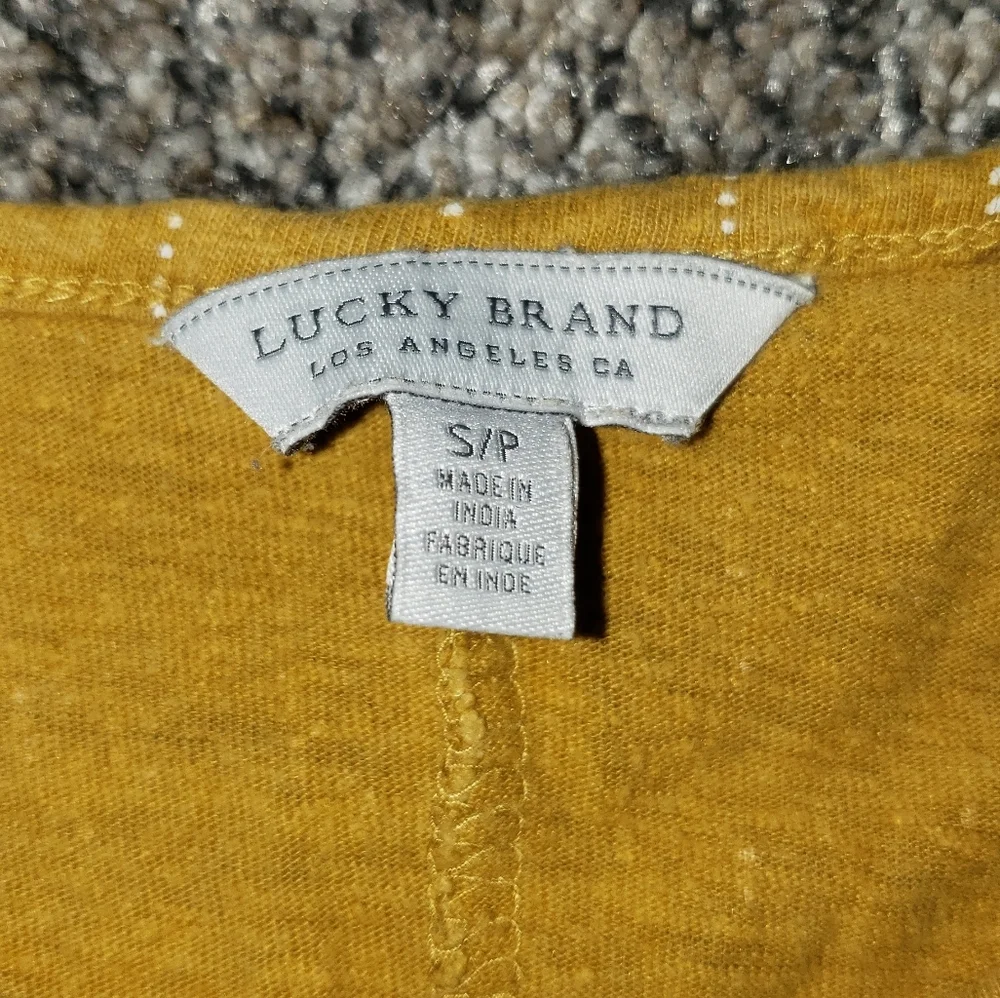 LUCKY BRAND
LOS ANGELES CA
S/P
MADE IN
INDIA
FABRIQUE
EN INDE